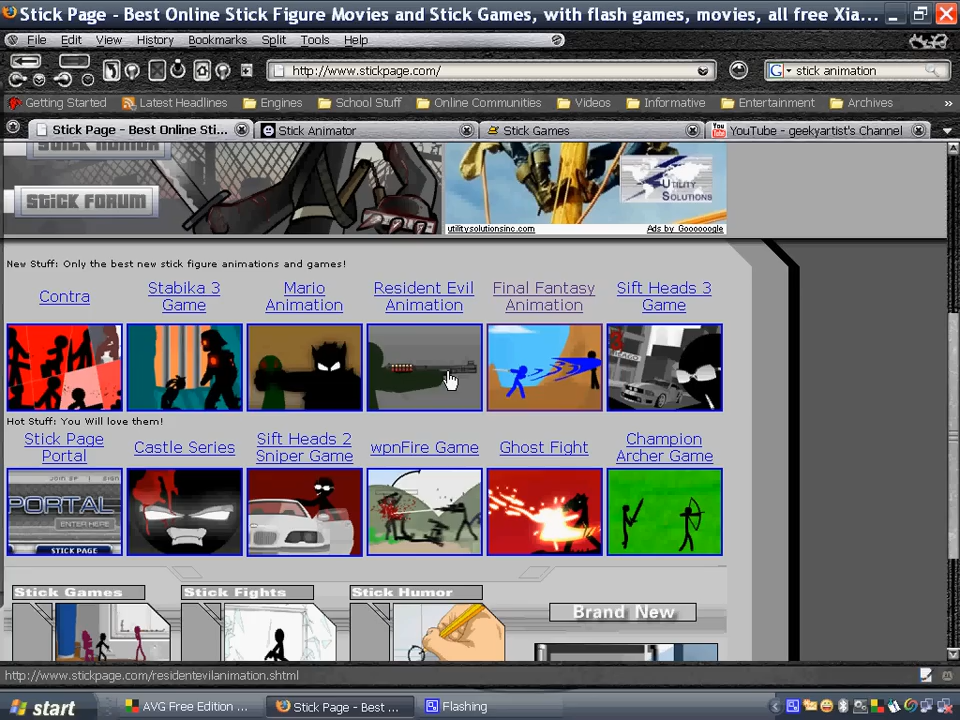 Stick Page - Best Online Stick Figure Movies and Stick Games, with flash games, movies, all free Xia...
File Edit View History Bookmarks Split Tools Help
http://www.stickpage.com/
stick animation
Getting Started Latest Headlines Engines School Stuff Online Communities Videos Informative Entertainment Archives »
Stick Page - Best Online Sti... Stick Animator Stick Games YouTube - geekyartist's Channel
STICK HUMOR
STICK FORUM
UTILITY
SOLUTIONS
utilitysolutionsinc.com Ads by Goooooogle
New Stuff: Only the best new stick figure animations and games!
Contra
Stabika 3
Game
Mario
Animation
Resident Evil
Animation
Final Fantasy
Animation
Sift Heads 3
Game
Hot Stuff: You Will love them!
Stick Page
Portal
Castle Series
Sift Heads 2
Sniper Game
wpnFire Game
Ghost Fight
Champion
Archer Game
PORTAL
ENTER HERE
STICK PAGE
Stick Games Stick Fights Stick Humor
Brand New
http://www.stickpage.com/residentevilanimation.shtml
start AVG Free Edition ... Stick Page - Best ... Flashing